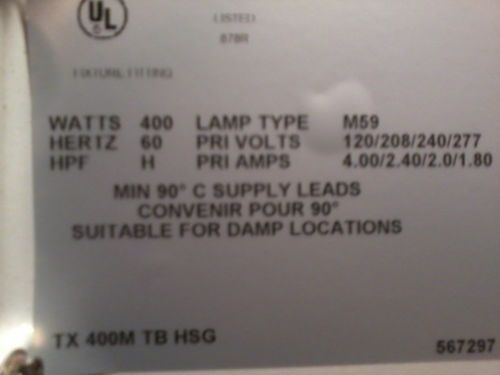 UL
LISTED
878R
FIXTURE FITTING
WATTS 400 LAMP TYPE M59
HERTZ 60 PRI VOLTS 120/208/240/277
HPF H PRI AMPS 4.00/2.40/2.0/1.80
MIN 90° C SUPPLY LEADS
CONVENIR POUR 90°
SUITABLE FOR DAMP LOCATIONS
TX 400M TB HSG
567297